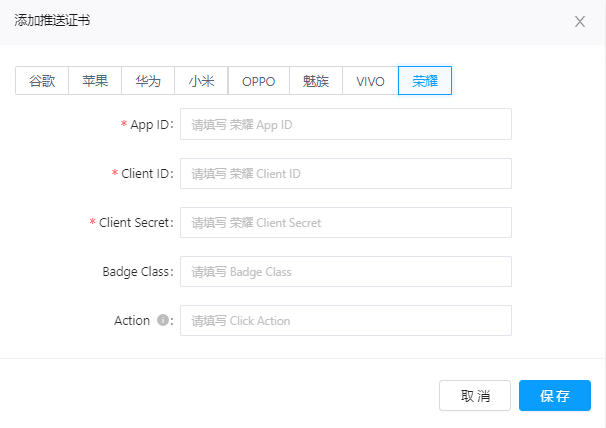 添加推送证书
谷歌 苹果 华为 小米 OPPO 魅族 VIVO 荣耀
* App ID: 请填写 荣耀 App ID
* Client ID: 请填写 荣耀 Client ID
* Client Secret: 请填写 荣耀 Client Secret
Badge Class: 请填写 Badge Class
Action : 请填写 Click Action
取 消 保 存